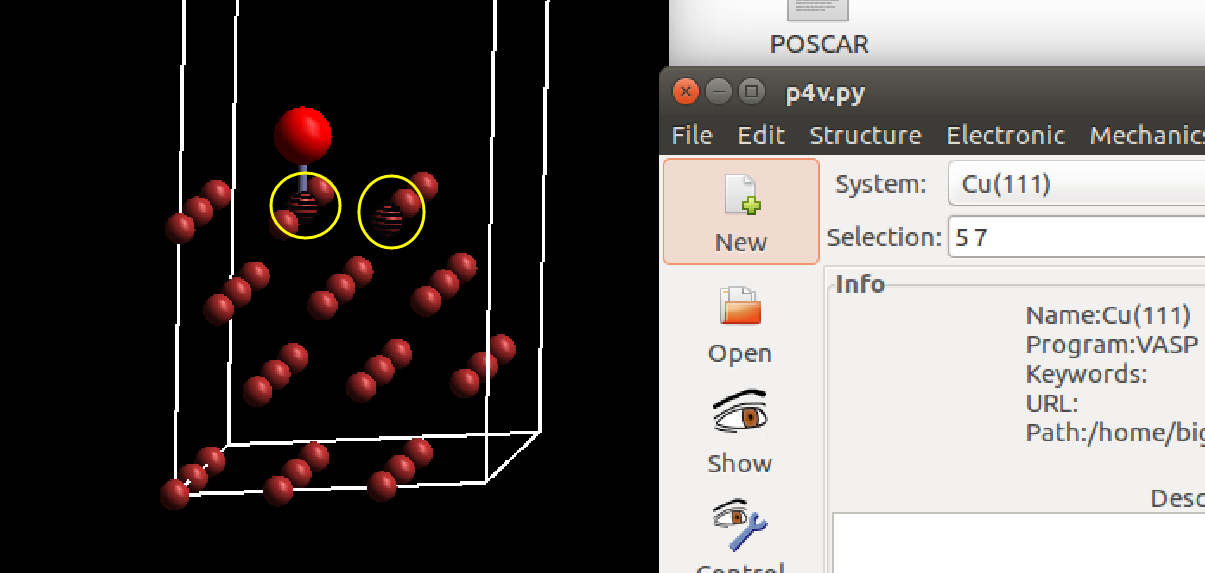 POSCAR
p4v.py
File Edit Structure Electronic Mechanics
System: Cu(111)
New
Selection: 5 7
Info
Name:Cu(111)
Open
Program:VASP
Keywords:
URL:
Path:/home/big
Show
Desc
Control